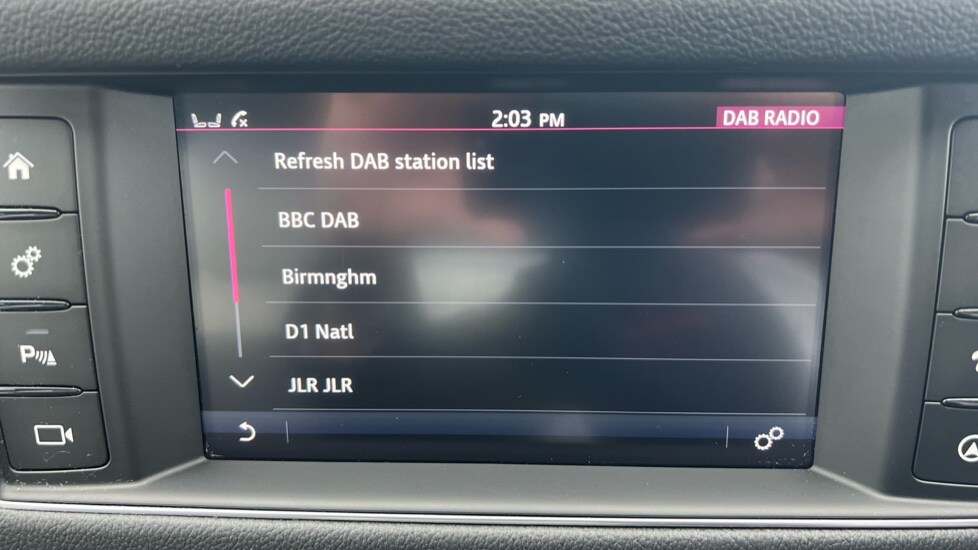 2:03 PM
DAB RADIO
Refresh DAB station list
BBC DAB
Birmnghm
D1 Natl
JLR JLR
P